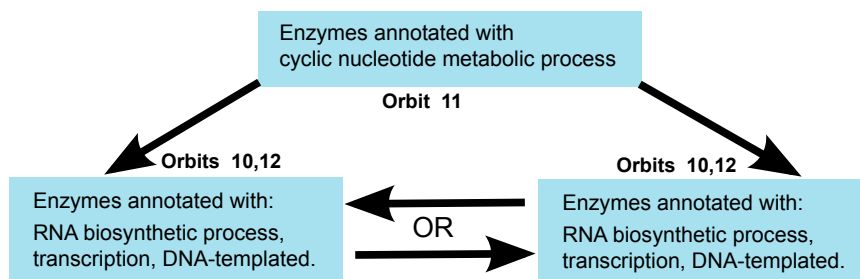 Enzymes annotated with
cyclic nucleotide metabolic process
Orbit 11
Orbits 10,12
Orbits 10,12
Enzymes annotated with:
RNA biosynthetic process,
transcription, DNA-templated.
OR
Enzymes annotated with:
RNA biosynthetic process,
transcription, DNA-templated.